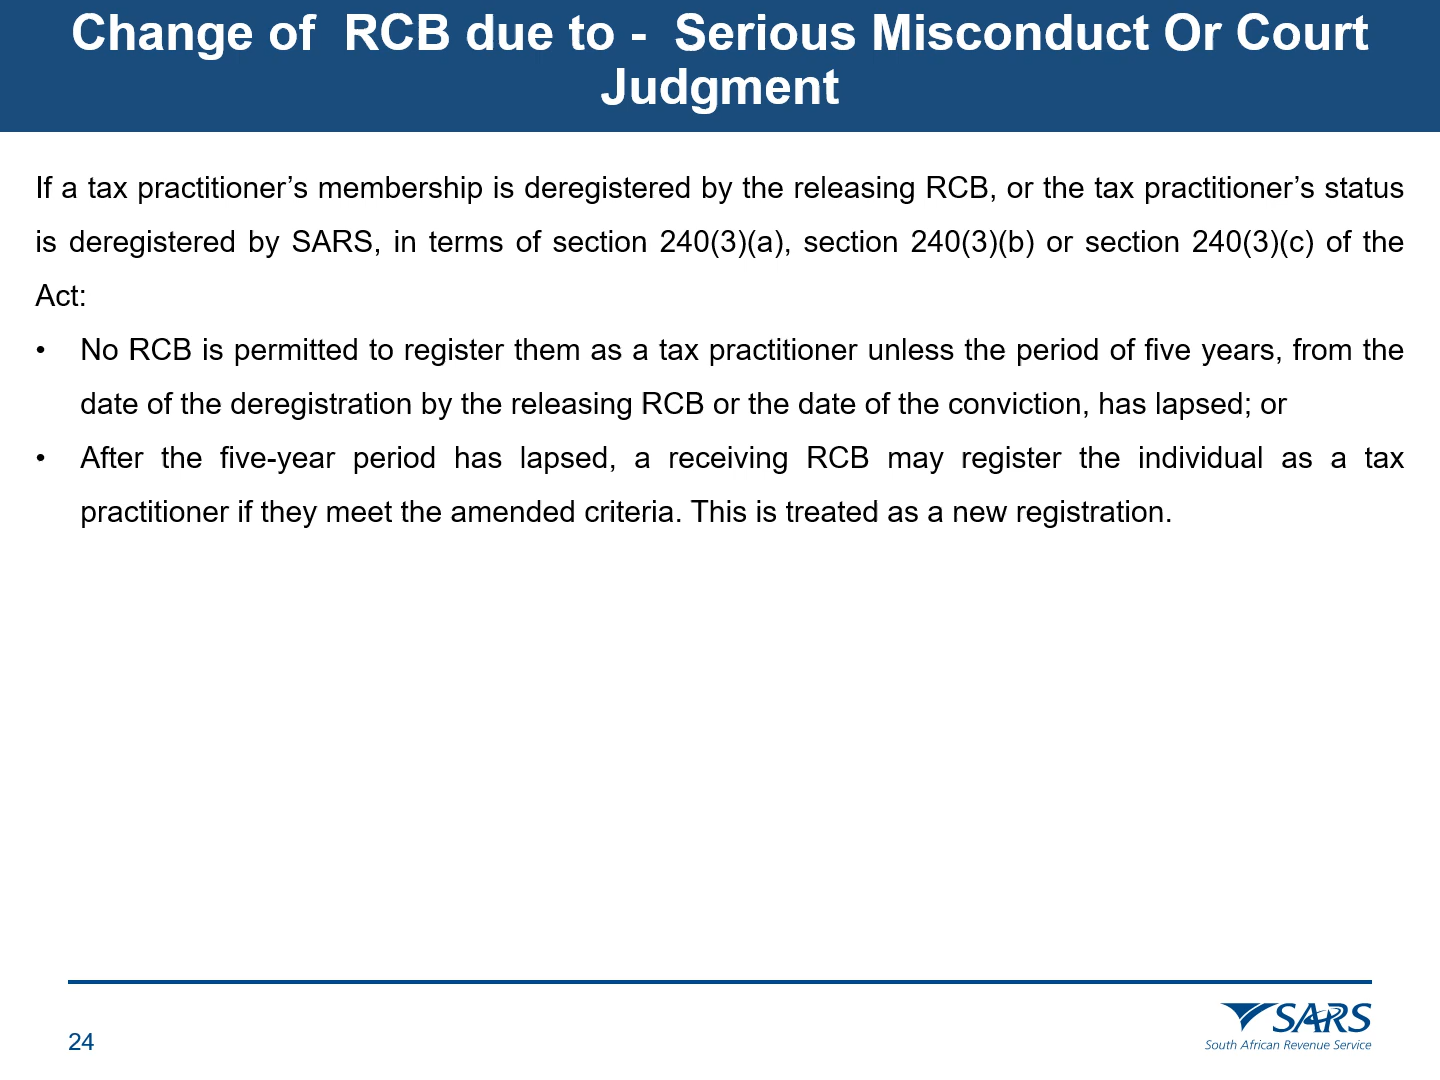 Change of  RCB due to -  Serious Misconduct Or Court
Judgment
If a tax practitioner’s membership is deregistered by the releasing RCB, or the tax practitioner’s status
is deregistered by SARS, in terms of section 240(3)(a), section 240(3)(b) or section 240(3)(c) of the
Act:
• No RCB is permitted to register them as a tax practitioner unless the period of five years, from the
date of the deregistration by the releasing RCB or the date of the conviction, has lapsed; or
• After the five-year period has lapsed, a receiving RCB may register the individual as a tax
practitioner if they meet the amended criteria. This is treated as a new registration.
24
SARS
South African Revenue Service